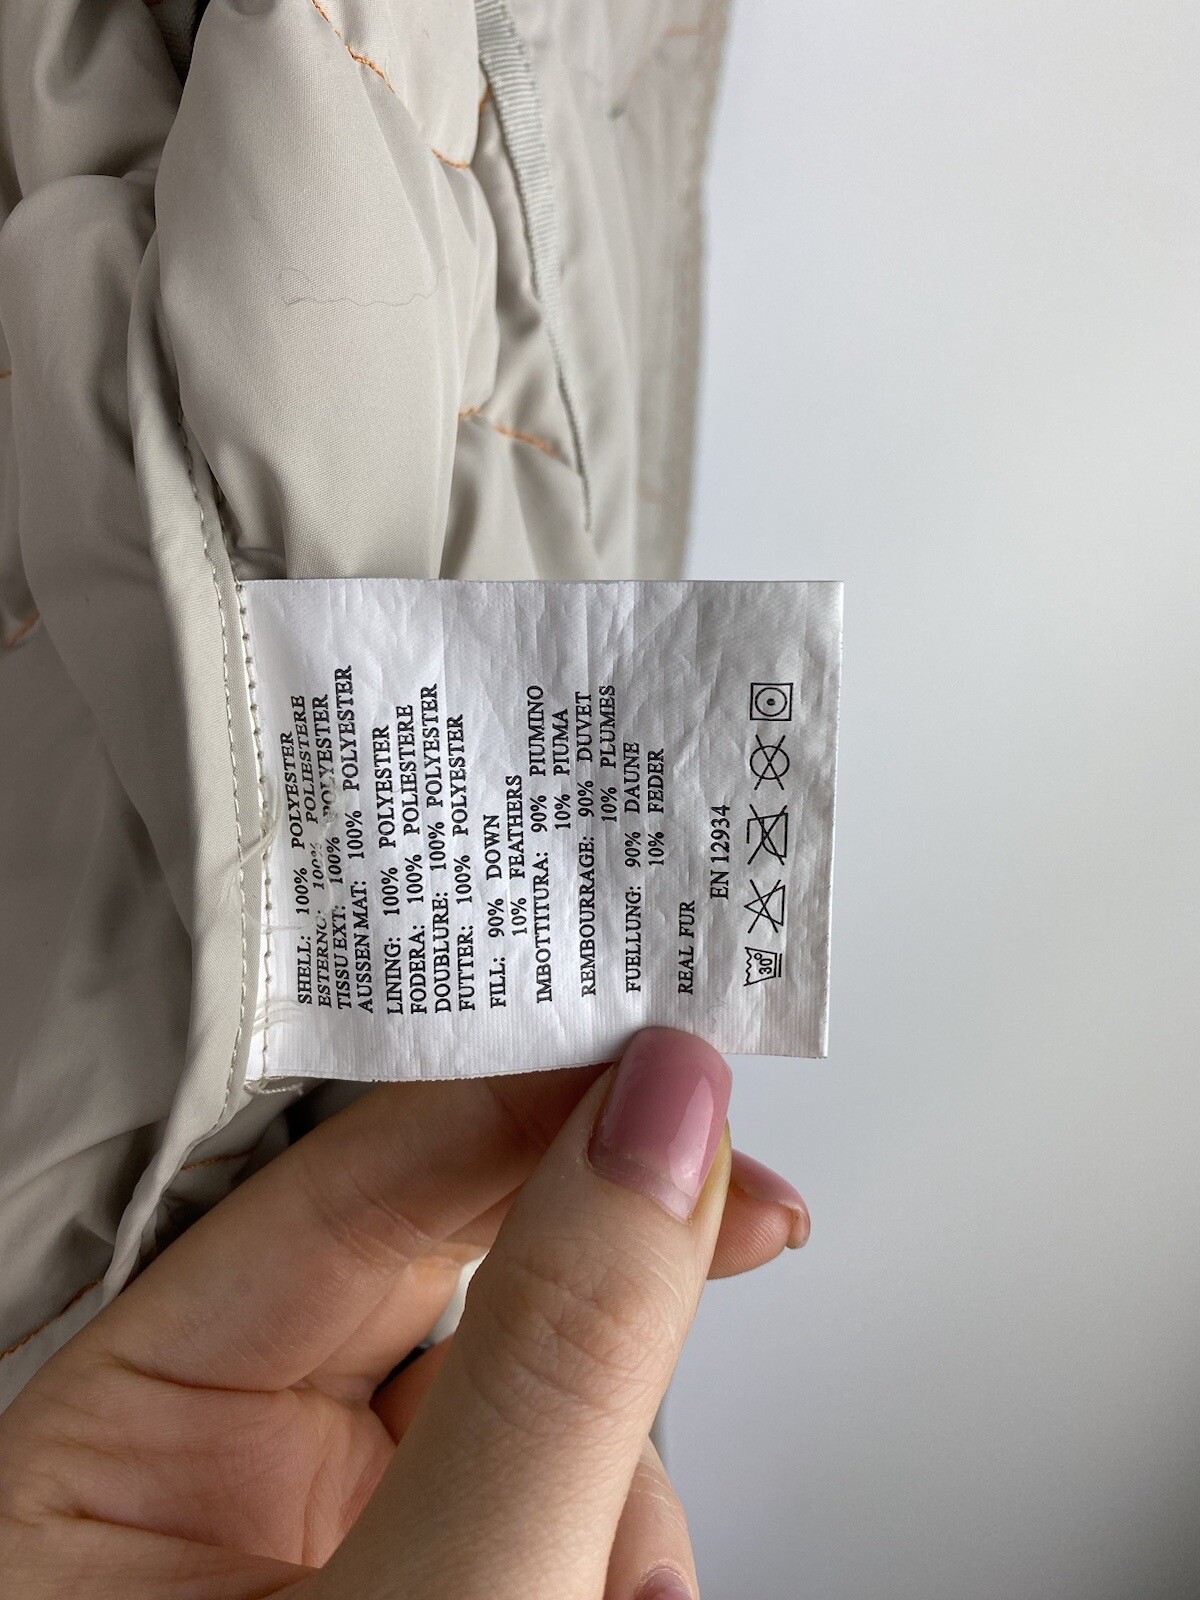 SHELL: 100% POLYESTER
ESTERNO: 100% POLIESTERE
TISSU EXT: 100% POLYESTER
AUSSEN MAT: 100% POLYESTER
LINING: 100% POLYESTER
FODERA: 100% POLIESTERE
DOUBLURE: 100% POLYESTER
FUTTER: 100% POLYESTER
FILL: 90% DOWN
10% FEATHERS
IMBOTTITURA: 90% PIUMINO
10% PIUMA
REMBOURRAGE: 90% DUVET
10% PLUMES
FUELLUNG: 90% DAUNE
10% FEDER
REAL FUR
EN 12934
30°